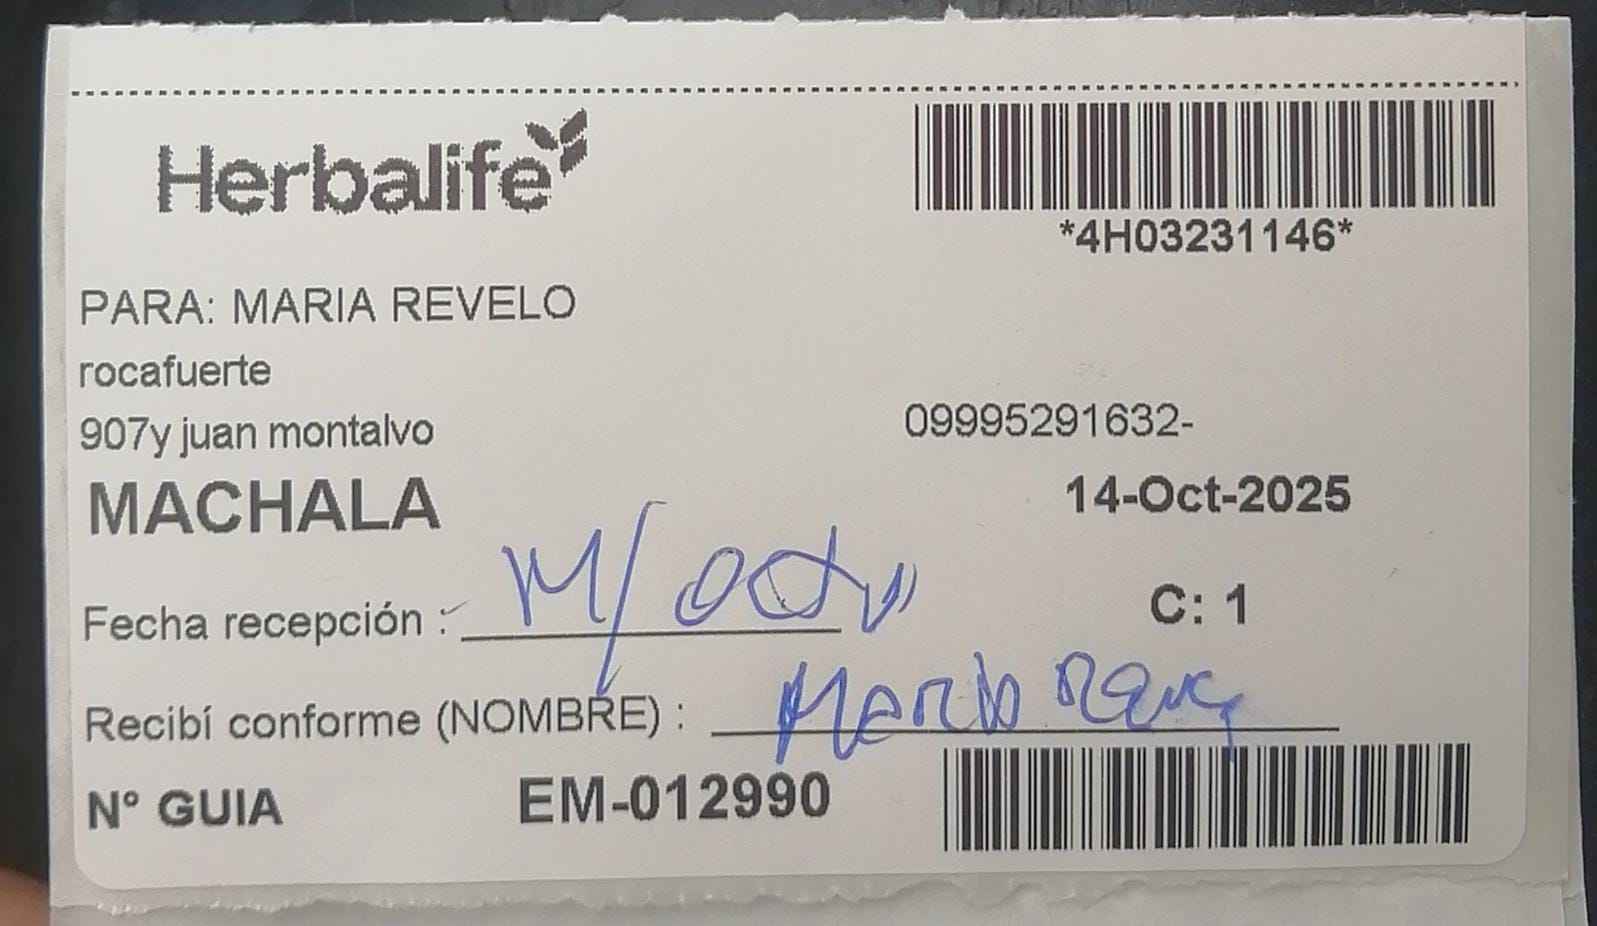 Herbalife
*4H03231146*
PARA: MARIA REVELO
rocafuerte
907y juan montalvo
09995291632-
MACHALA
14-Oct-2025
Fecha recepción :
C: 1
Recibí conforme (NOMBRE) :
N° GUIA EM-012990